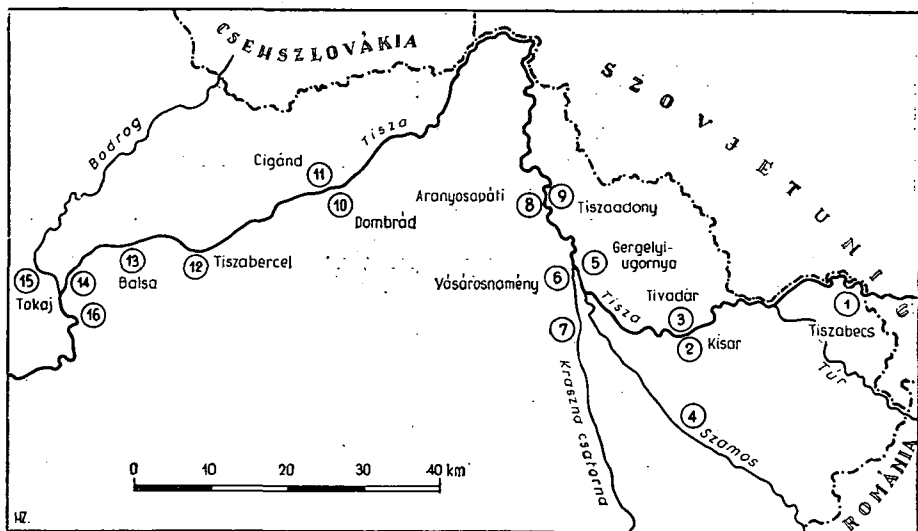 CSEHSZLOVÁKIA
SZOVJETUNIÓ
Bodrog
Tisza
Cigánd
11
10
Dombrád
Aranyosapáti
8
9
Tiszaadony
15
14
13
12
Tiszabercel
Balsa
Tokaj
16
5
Gergelyi-
ugornya
6
Vásárosnamény
Tisza
Tivadar
3
2
Kisar
1
Tiszabecs
Túr
7
Kraszna csatorna
4
Szamos
ROMÁNIA
0 10 20 30 40 km
HZ.